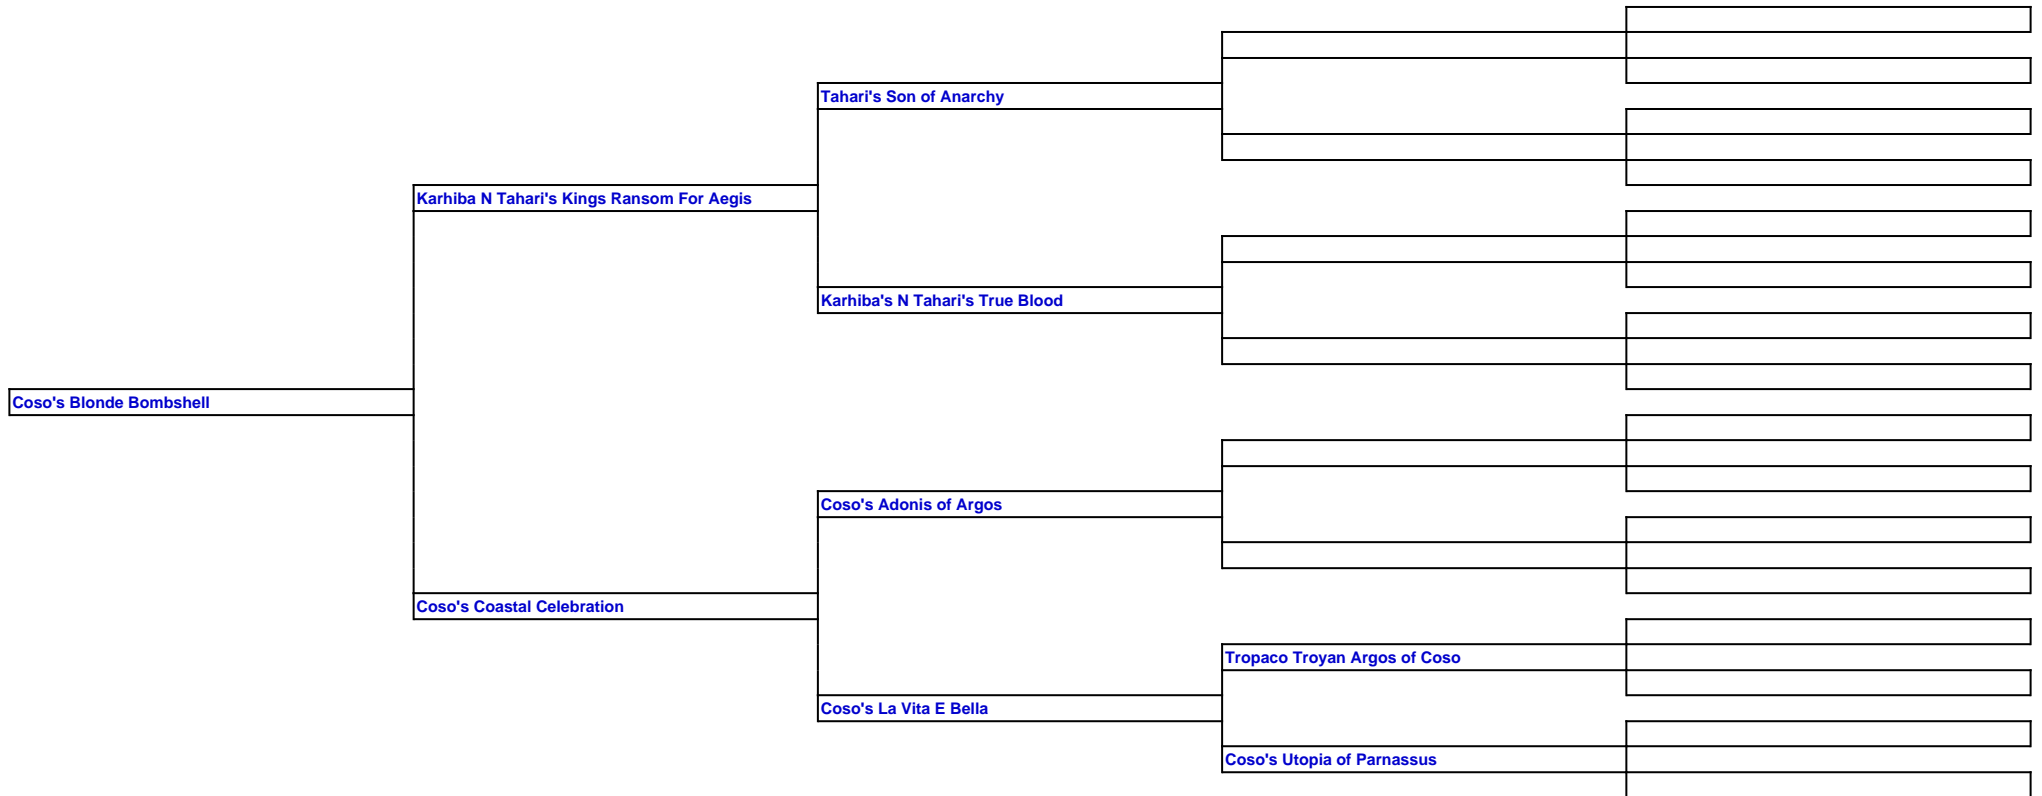 Tahari's Son of Anarchy
Karhiba N Tahari's Kings Ransom For Aegis
Karhiba's N Tahari's True Blood
Coso's Blonde Bombshell
Coso's Adonis of Argos
Coso's Coastal Celebration
Tropaco Troyan Argos of Coso
Coso's La Vita E Bella
Coso's Utopia of Parnassus